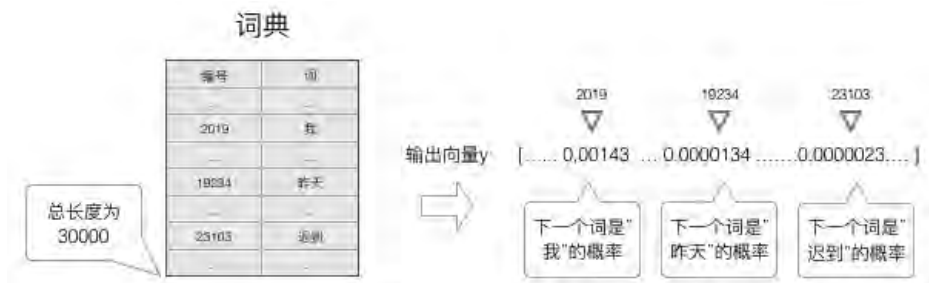 词典
编号 词
... ...
2019 我
... ...
19234 昨天
... ...
23103 迟到
... ...
总长度为
30000
2019 19234 23103
输出向量y [...... 0,00143 ...0.0000134 .......0.0000023.... ]
下一个词是"
我"的概率
下一个词是"
昨天"的概率
下一个词是"
迟到"的概率